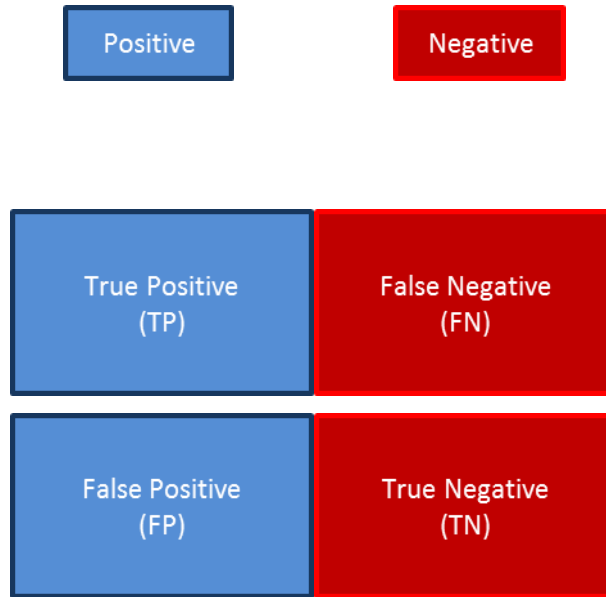 Positive
Negative
True Positive
(TP)
False Negative
(FN)
False Positive
(FP)
True Negative
(TN)